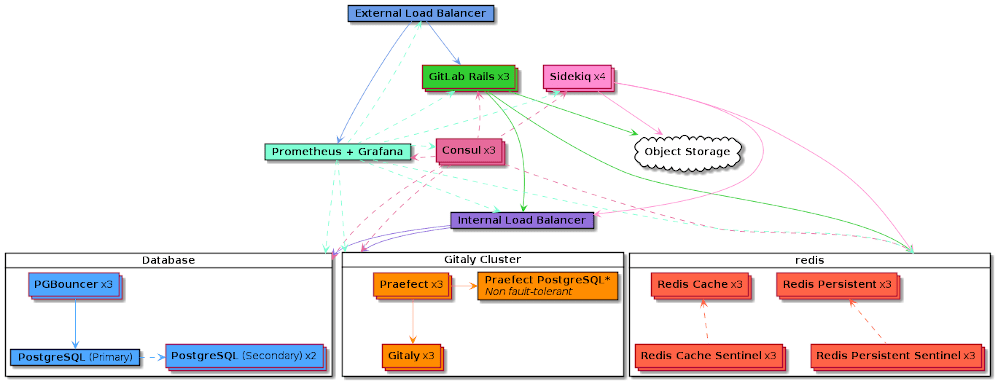 External Load Balancer
GitLab Rails x3
Sidekiq x4
Prometheus + Grafana
Consul x3
Object Storage
Internal Load Balancer
Database
PGBouncer x3
PostgreSQL (Primary)
PostgreSQL (Secondary) x2
Gitaly Cluster
Praefect x3
Praefect PostgreSQL*
Non fault-tolerant
Gitaly x3
redis
Redis Cache x3
Redis Persistent x3
Redis Cache Sentinel x3
Redis Persistent Sentinel x3